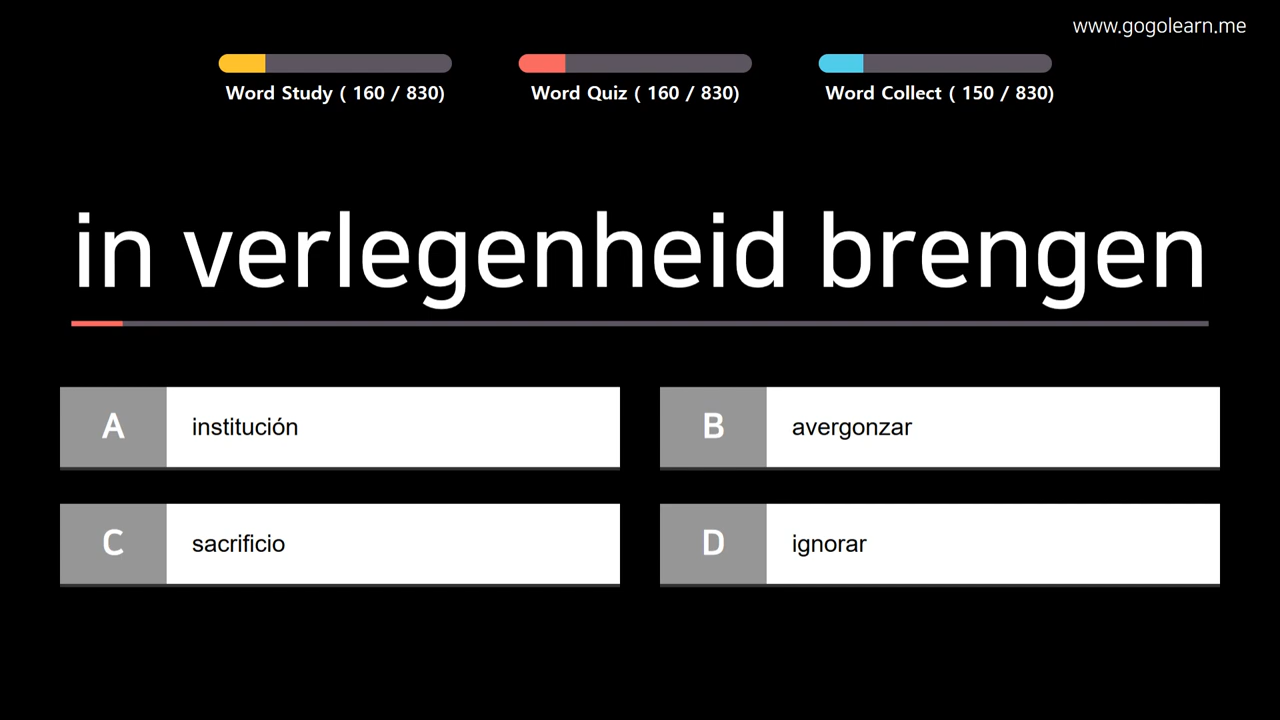 www.gogolearn.me
Word Study ( 160 / 830)
Word Quiz ( 160 / 830)
Word Collect ( 150 / 830)
in verlegenheid brengen
A institución
B avergonzar
C sacrificio
D ignorar